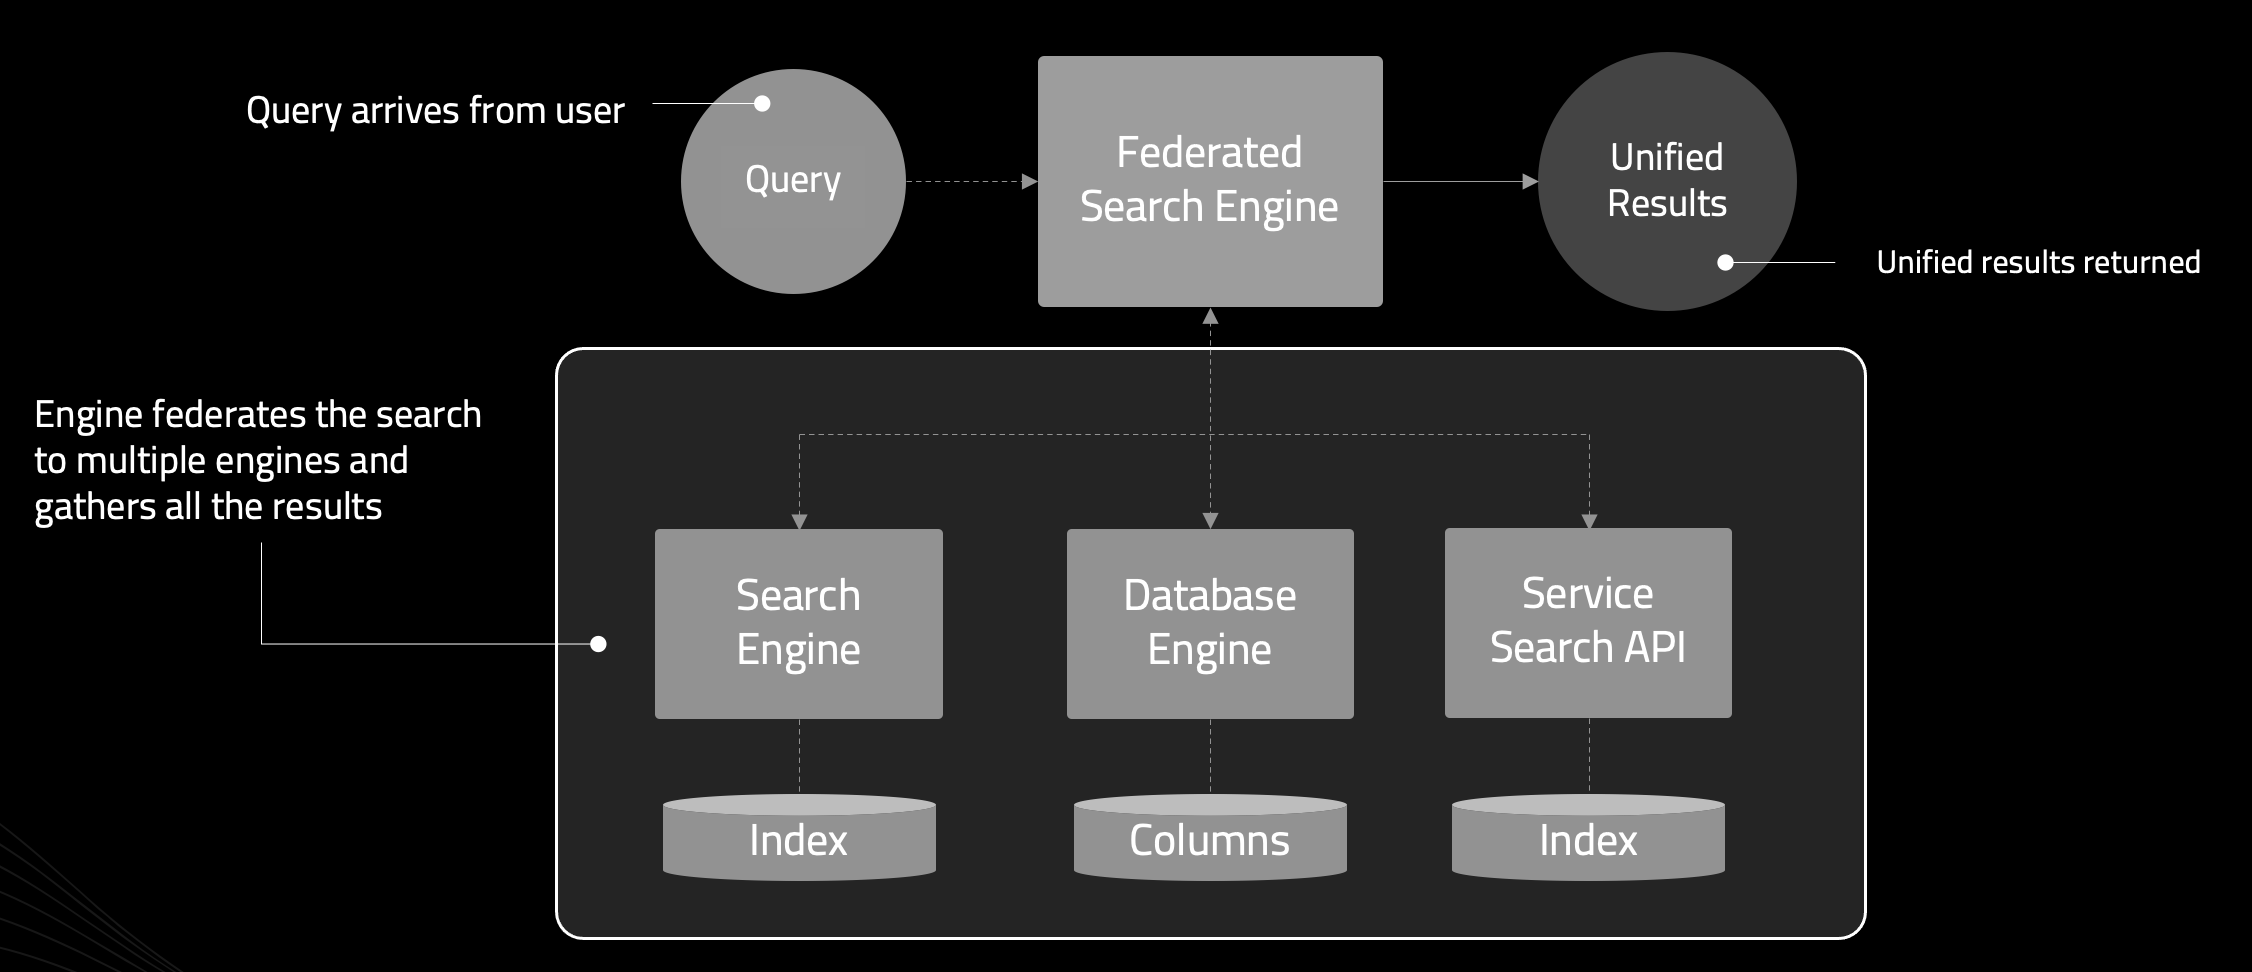 Query arrives from user
Query
Federated
Search Engine
Unified
Results
Unified results returned
Engine federates the search
to multiple engines and
gathers all the results
Search
Engine
Database
Engine
Service
Search API
Index
Columns
Index